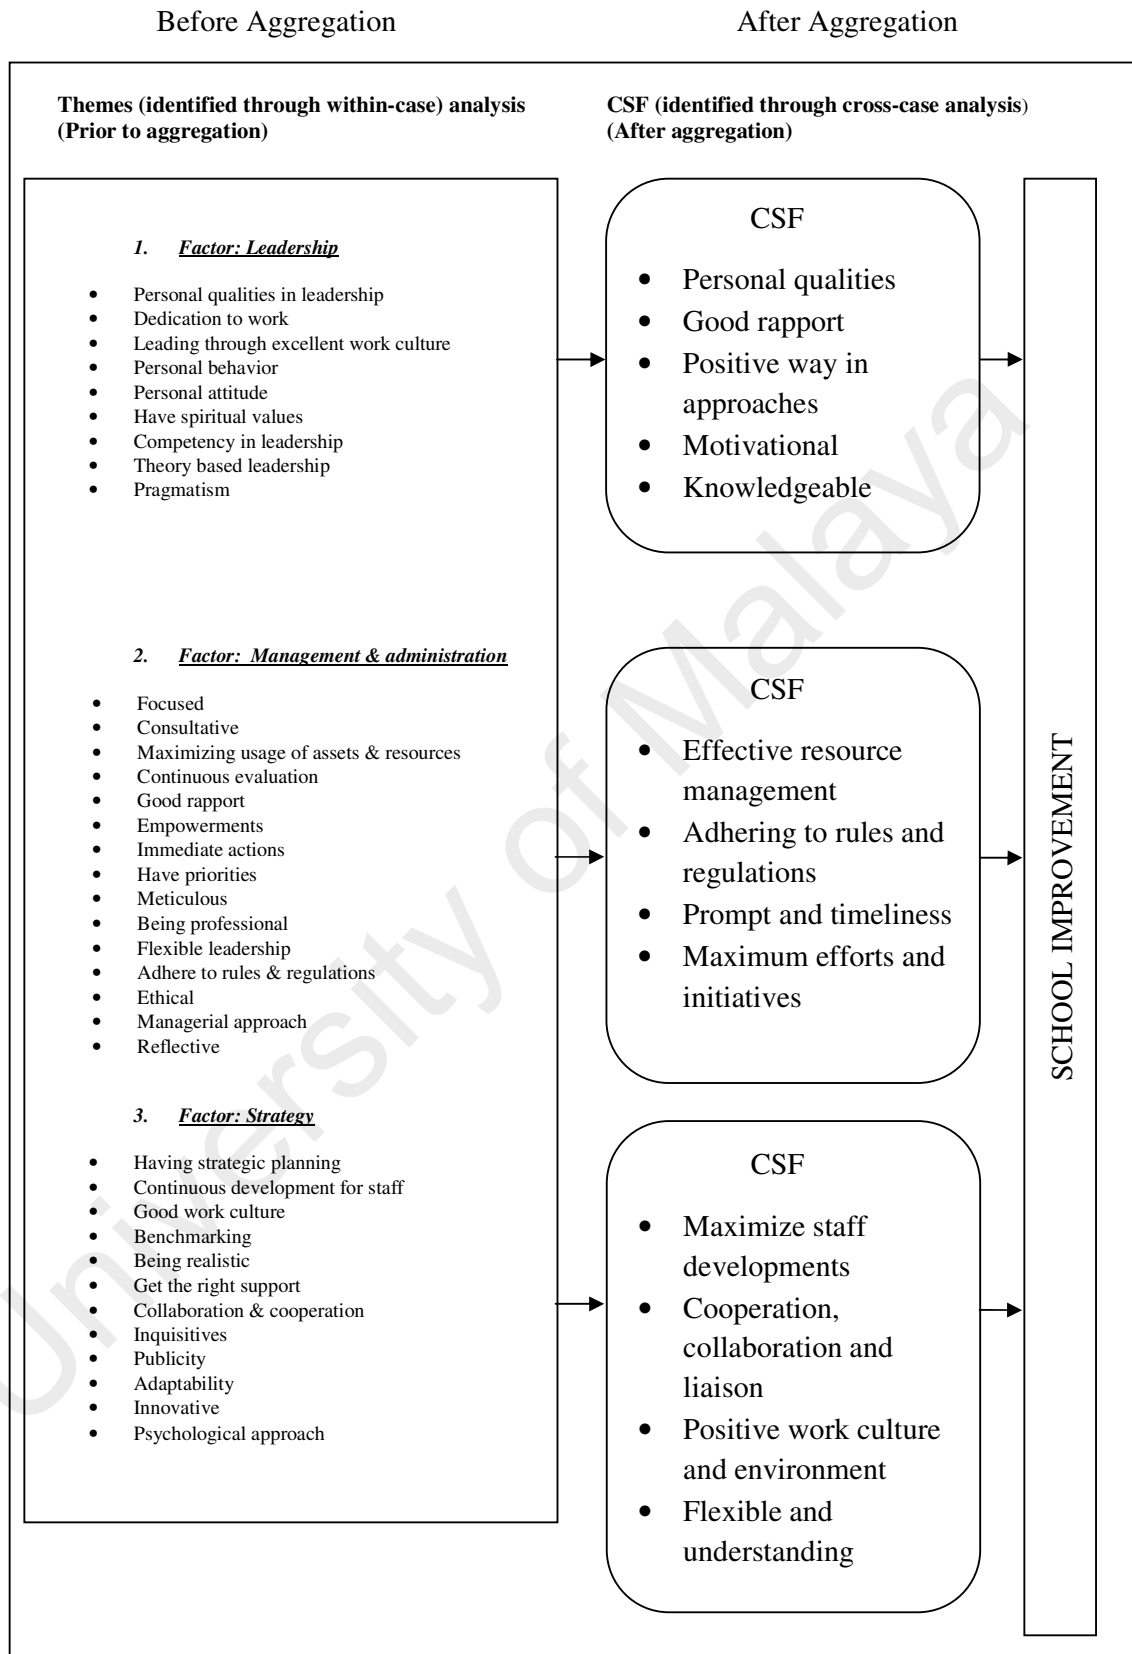 Before Aggregation
After Aggregation
Themes (identified through within-case) analysis
(Prior to aggregation)
CSF (identified through cross-case analysis)
(After aggregation)
1. Factor: Leadership
• Personal qualities in leadership
• Dedication to work
• Leading through excellent work culture
• Personal behavior
• Personal attitude
• Have spiritual values
• Competency in leadership
• Theory based leadership
• Pragmatism
2. Factor: Management & administration
• Focused
• Consultative
• Maximizing usage of assets & resources
• Continuous evaluation
• Good rapport
• Empowerments
• Immediate actions
• Have priorities
• Meticulous
• Being professional
• Flexible leadership
• Adhere to rules & regulations
• Ethical
• Managerial approach
• Reflective
3. Factor: Strategy
• Having strategic planning
• Continuous development for staff
• Good work culture
• Benchmarking
• Being realistic
• Get the right support
• Collaboration & cooperation
• Inquisitives
• Publicity
• Adaptability
• Innovative
• Psychological approach
CSF
• Personal qualities
• Good rapport
• Positive way in
approaches
• Motivational
• Knowledgeable
CSF
• Effective resource
management
• Adhering to rules and
regulations
• Prompt and timeliness
• Maximum efforts and
initiatives
CSF
• Maximize staff
developments
• Cooperation,
collaboration and
liaison
• Positive work culture
and environment
• Flexible and
understanding
SCHOOL IMPROVEMENT
University of Malaya